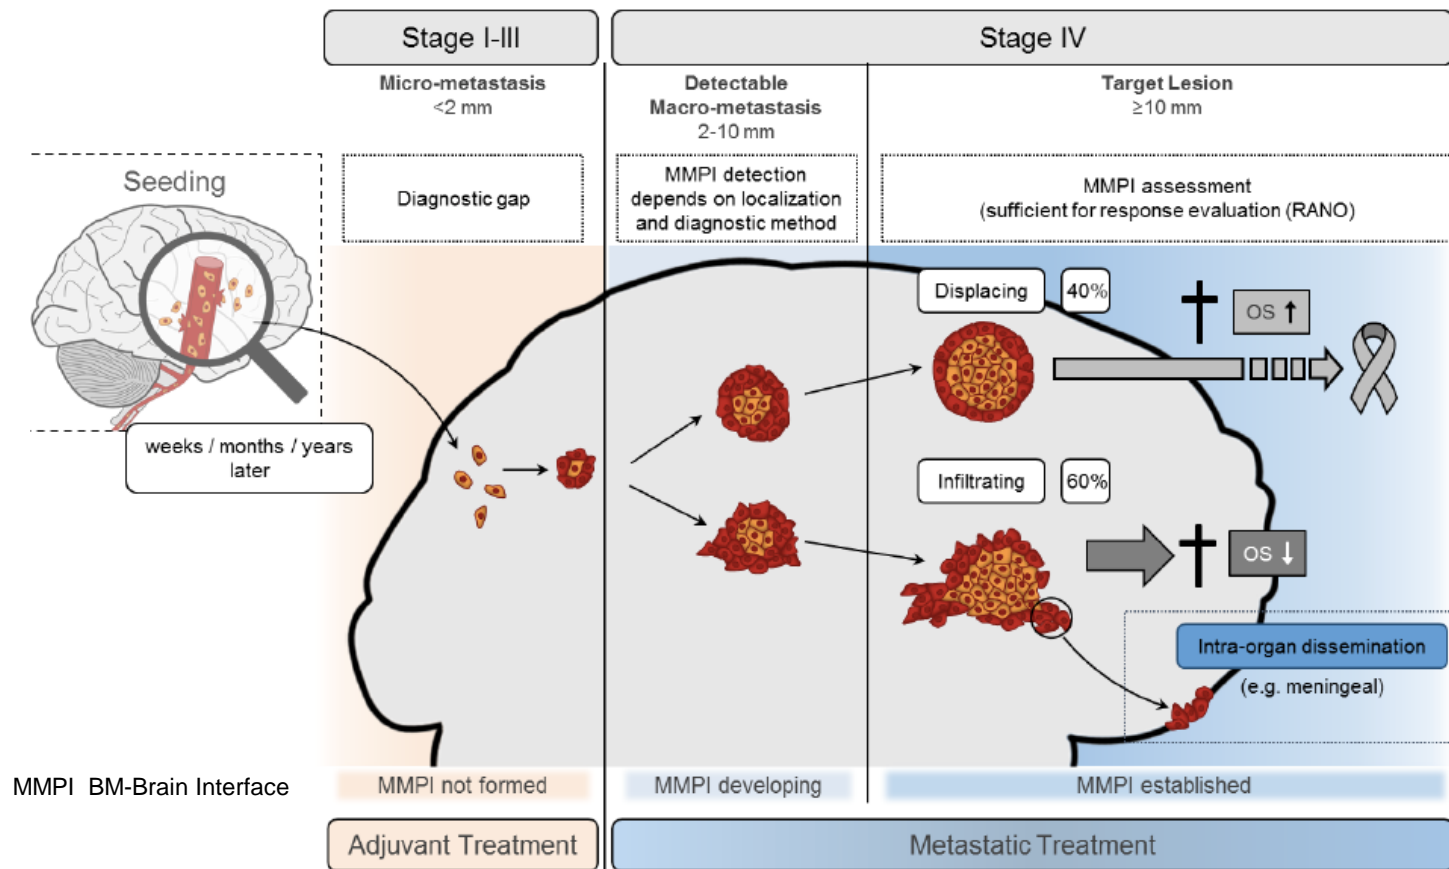 Stage I-III
Stage IV
Micro-metastasis
<2 mm
Detectable
Macro-metastasis
2-10 mm
Target Lesion
≥10 mm
Seeding
Diagnostic gap
MMPI detection
depends on localization
and diagnostic method
MMPI assessment
(sufficient for response evaluation (RANO)
Displacing
40%
OS ↑
weeks / months / years
later
Infiltrating
60%
OS ↓
Intra-organ dissemination
(e.g. meningeal)
MMPI BM-Brain Interface
MMPI not formed
MMPI developing
MMPI established
Adjuvant Treatment
Metastatic Treatment